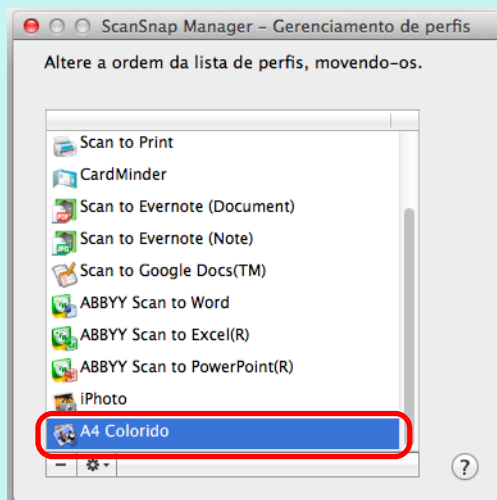 ScanSnap Manager – Gerenciamento de perfis
Altere a ordem da lista de perfis, movendo-os.
Scan to Print
CardMinder
Scan to Evernote (Document)
Scan to Evernote (Note)
Scan to Google Docs(TM)
ABBYY Scan to Word
ABBYY Scan to Excel(R)
ABBYY Scan to PowerPoint(R)
iPhoto
A4 Colorido
?